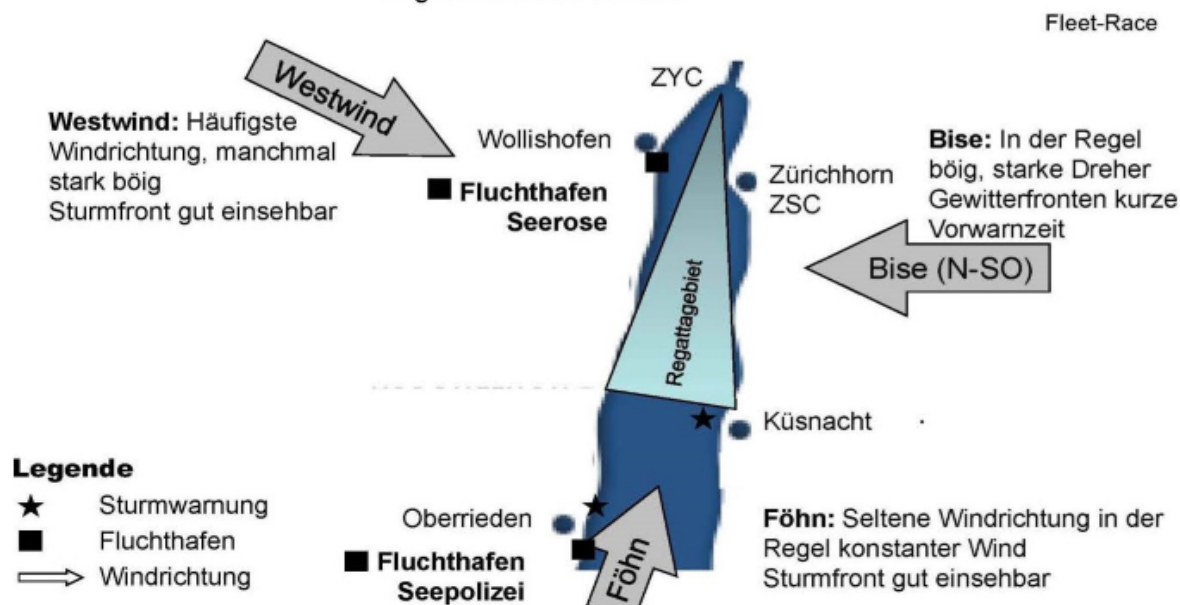 Fleet-Race
Westwind
ZYC
Westwind: Häufigste
Windrichtung, manchmal
stark böig
Sturmfront gut einsehbar
Wollishofen
Fluchthafen
Seerose
Zürichhorn
ZSC
Bise: In der Regel
böig, starke Dreher
Gewitterfronten kurze
Vorwarnzeit
Bise (N-SO)
Regattagebiet
Küsnacht
Legende
Sturmwarnung
Fluchthafen
Windrichtung
Oberrieden
Fluchthafen
Seepolizei
Föhn
Föhn: Seltene Windrichtung in der
Regel konstanter Wind
Sturmfront gut einsehbar